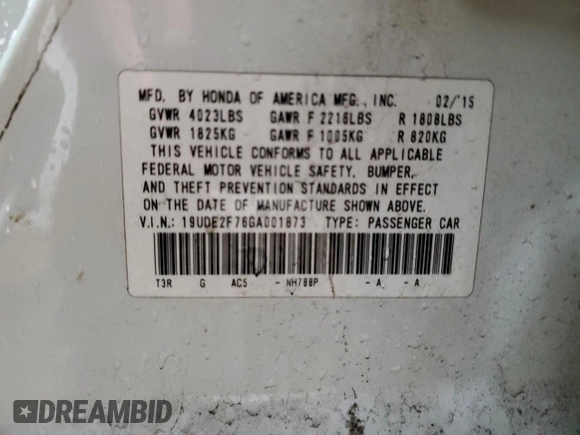 MFD. BY HONDA OF AMERICA MFG., INC. 02/'15
GVWR 4023LBS GAWR F 2216LBS R 1808LBS
GVWR 1825KG GAWR F 1005KG R 820KG
THIS VEHICLE CONFORMS TO ALL APPLICABLE
FEDERAL MOTOR VEHICLE SAFETY, BUMPER,
AND THEFT PREVENTION STANDARDS IN EFFECT
ON THE DATE OF MANUFACTURE SHOWN ABOVE.
V.I.N.: 19UDE2F76GA001873 TYPE: PASSENGER CAR
T3R G AC5 - NH788P - A - A
DREAMBID